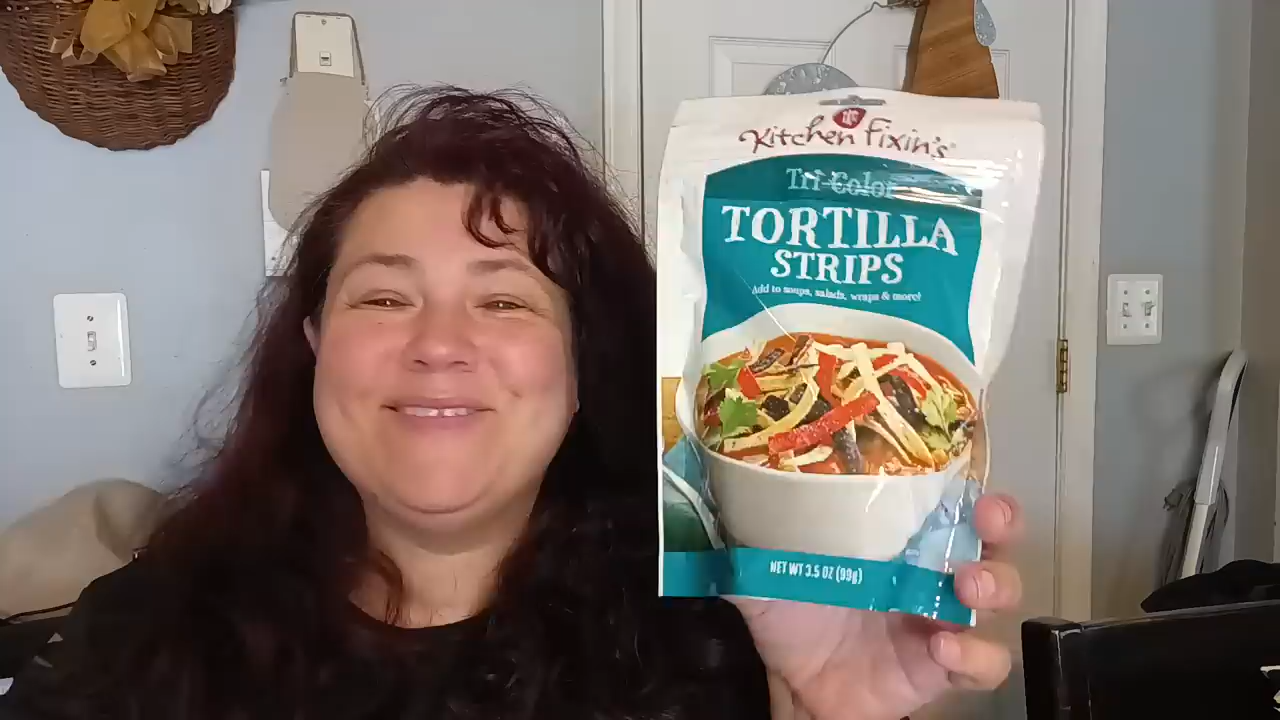 Kitchen Fixin's
Tri-Color
TORTILLA
STRIPS
Add to soups, salads, wraps & more!
NET WT 3.5 OZ (99g)